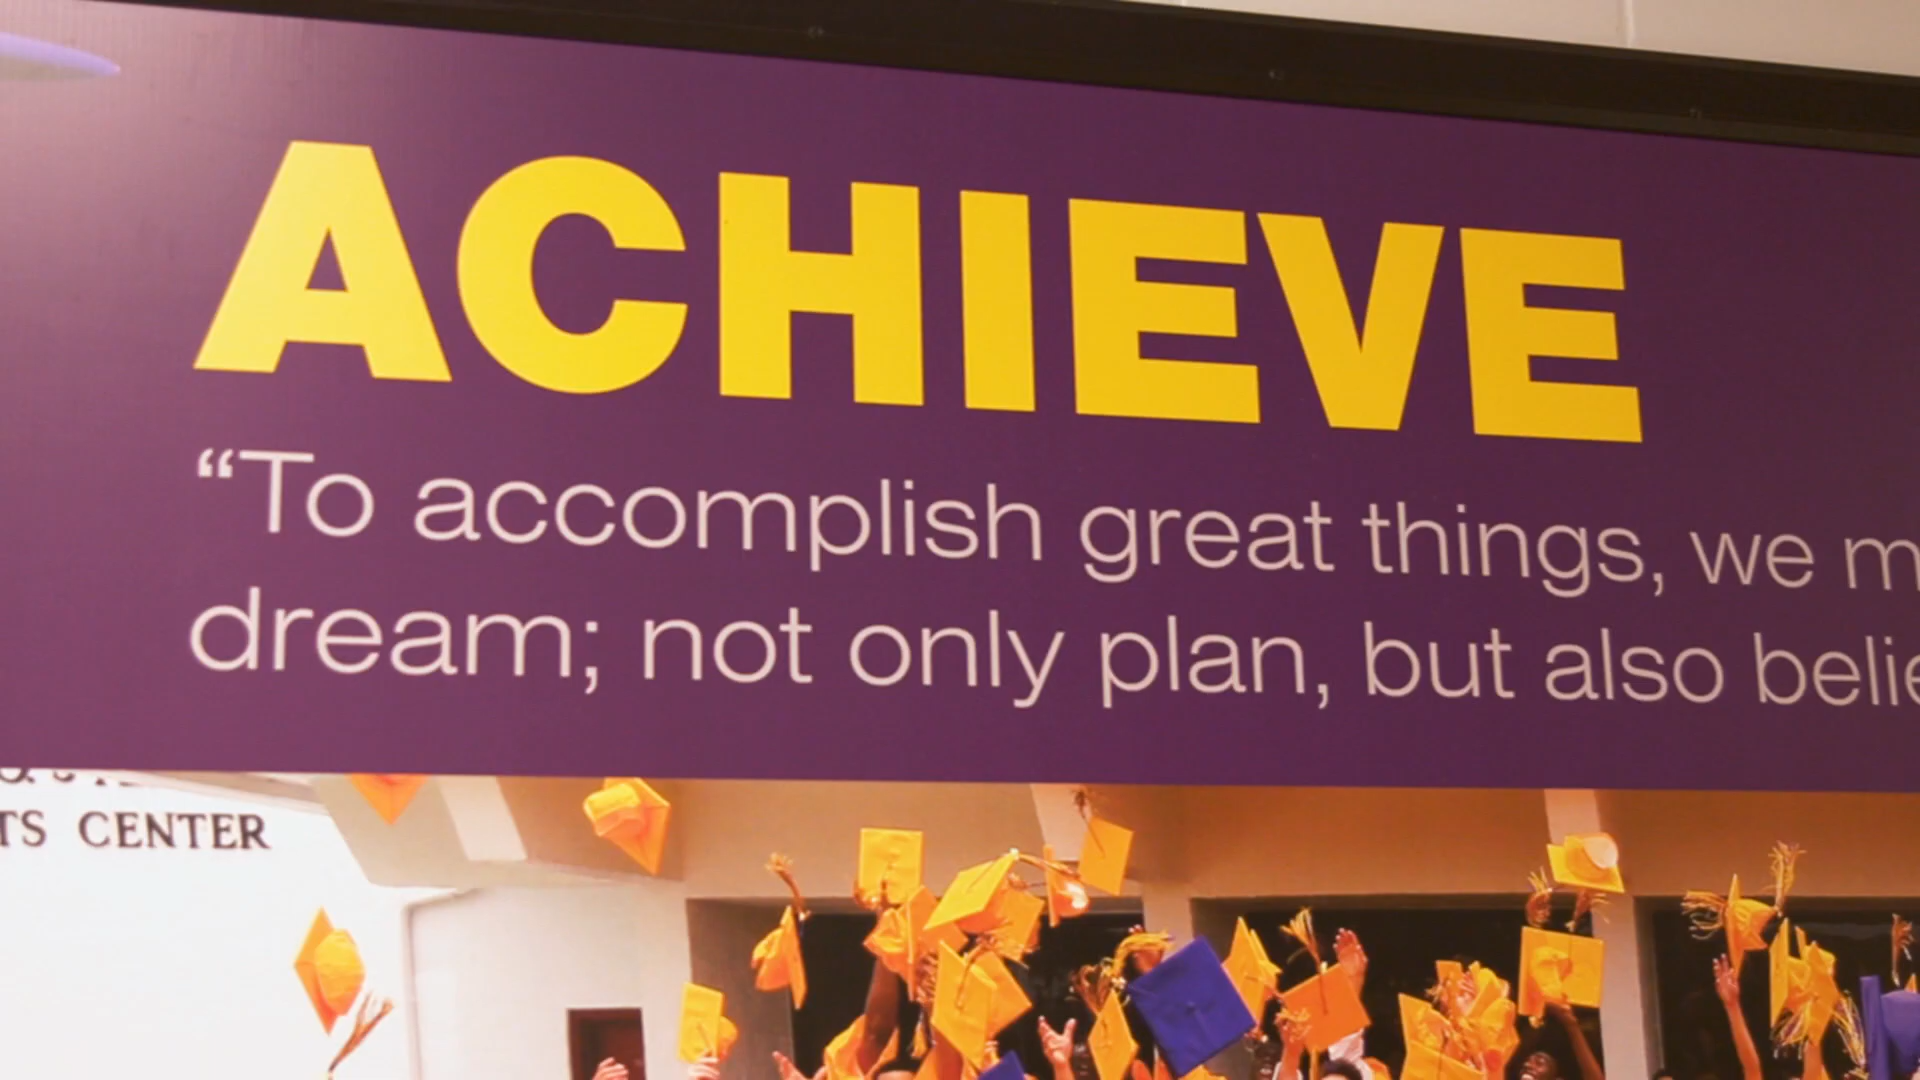 ACHIEVE
“To accomplish great things, we m
dream; not only plan, but also belie
TS CENTER